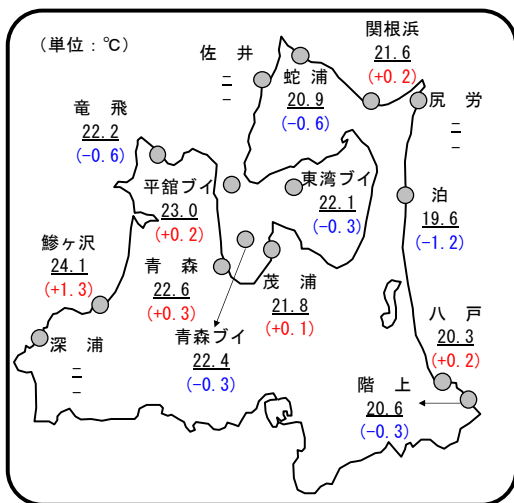 (単位：℃)
佐 井
－
－
蛇 浦
20.9
(-0.6)
関根浜
21.6
(+0.2)
尻 労
－
－
竜 飛
22.2
(-0.6)
平舘ブイ
23.0
(+0.2)
東湾ブイ
22.1
(-0.3)
泊
19.6
(-1.2)
鰺ヶ沢
24.1
(+1.3)
青 森
22.6
(+0.3)
茂 浦
21.8
(+0.1)
深 浦
－
－
青森ブイ
22.4
(-0.3)
八 戸
20.3
(+0.2)
階 上
20.6
(-0.3)